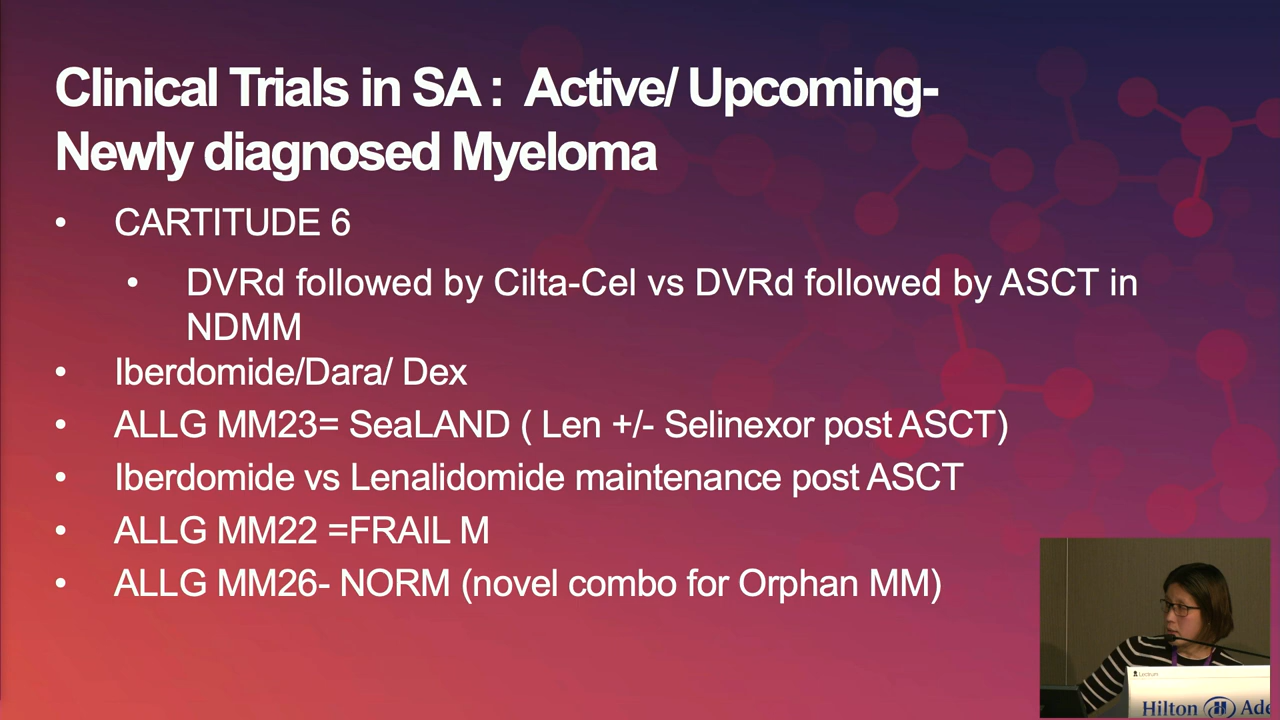 Clinical Trials in SA : Active/ Upcoming-
Newly diagnosed Myeloma
• CARTITUDE 6
• DVRd followed by Cilta-Cel vs DVRd followed by ASCT in
NDMM
• Iberdomide/Dara/ Dex
• ALLG MM23= SeaLAND ( Len +/- Selinexor post ASCT)
• Iberdomide vs Lenalidomide maintenance post ASCT
• ALLG MM22 =FRAIL M
• ALLG MM26- NORM (novel combo for Orphan MM)
Lectrum
Hilton H Ade